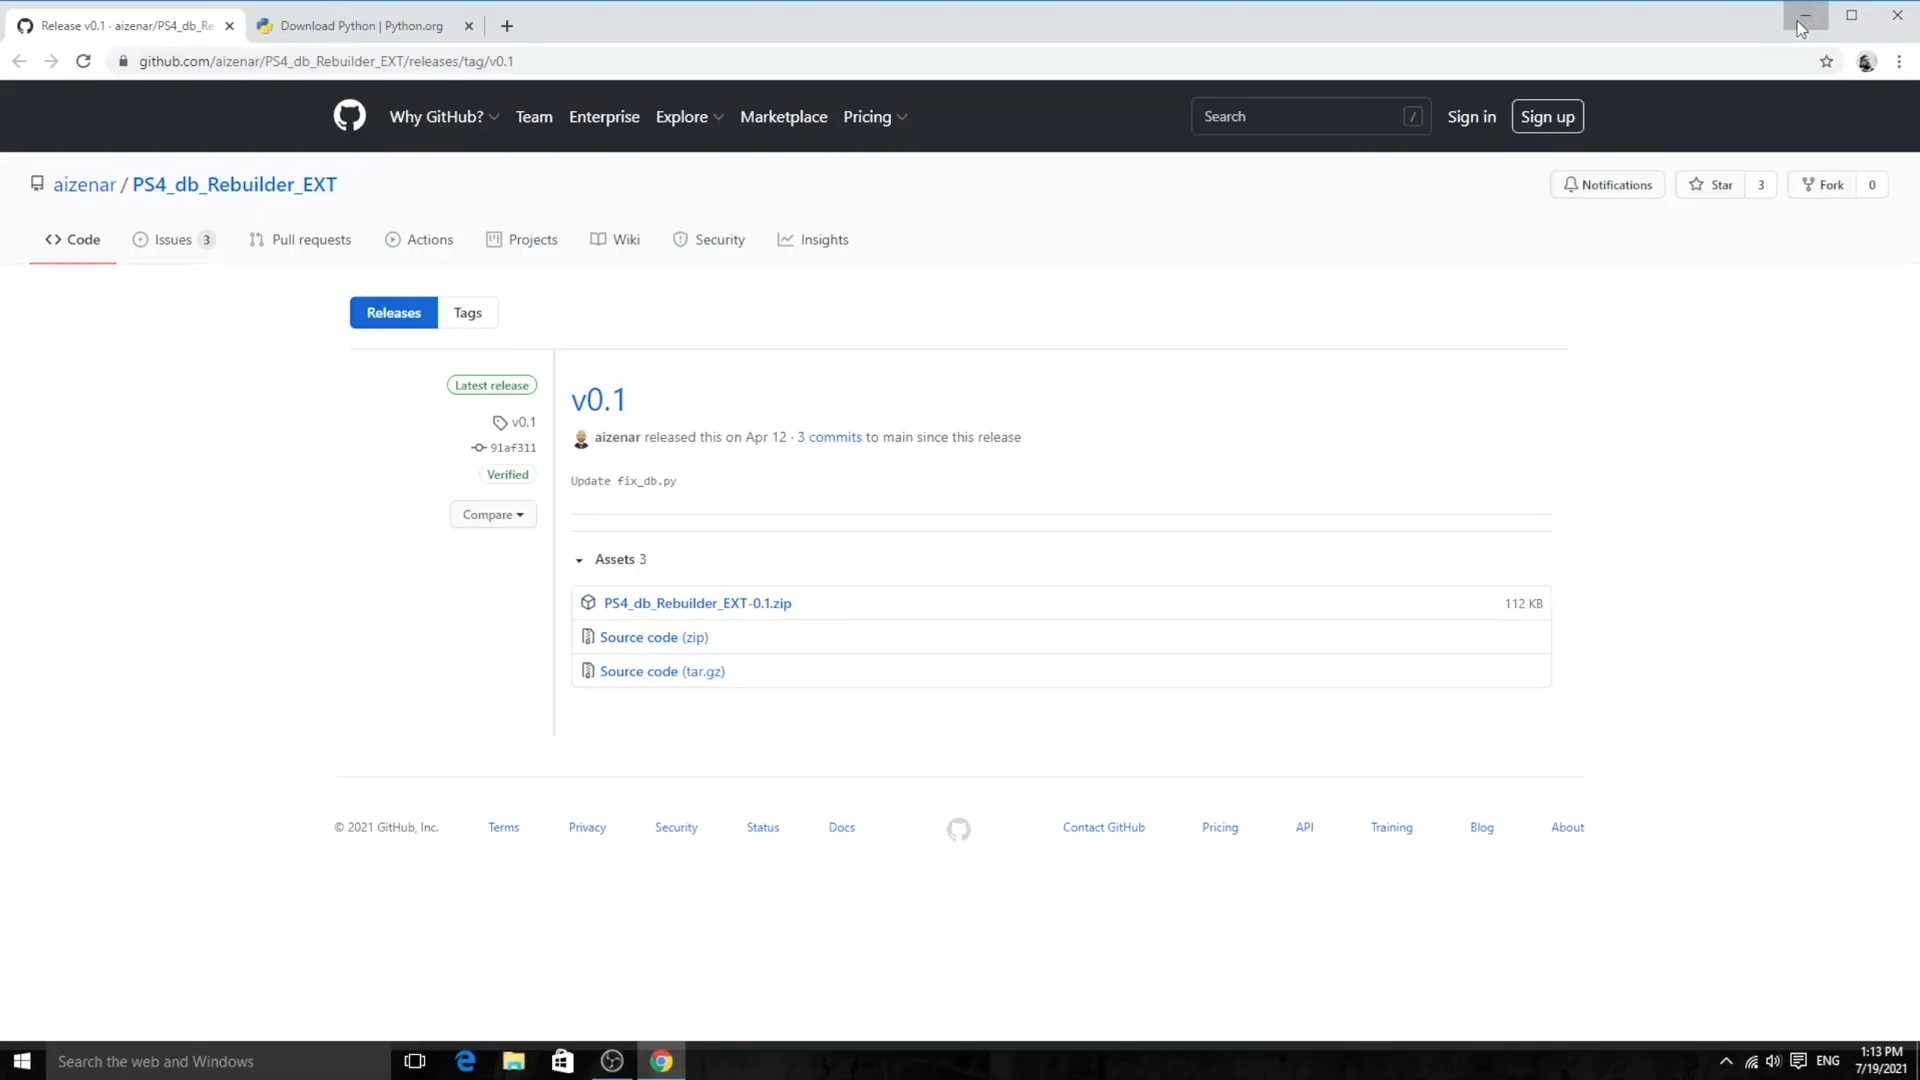 Release v0.1 · aizenar/PS4_db_Re
Download Python | Python.org
github.com/aizenar/PS4_db_Rebuilder_EXT/releases/tag/v0.1
Why GitHub? Team Enterprise Explore Marketplace Pricing
Search /
Sign in
Sign up
aizenar / PS4_db_Rebuilder_EXT
Notifications
Star 3
Fork 0
Code
Issues 3
Pull requests
Actions
Projects
Wiki
Security
Insights
Releases Tags
Latest release
v0.1
91af311
Verified
Compare
v0.1
aizenar released this on Apr 12 · 3 commits to main since this release
Update fix_db.py
Assets 3
PS4_db_Rebuilder_EXT-0.1.zip 112 KB
Source code (zip)
Source code (tar.gz)
© 2021 GitHub, Inc. Terms Privacy Security Status Docs Contact GitHub Pricing API Training Blog About
Search the web and Windows
ENG
1:13 PM
7/19/2021